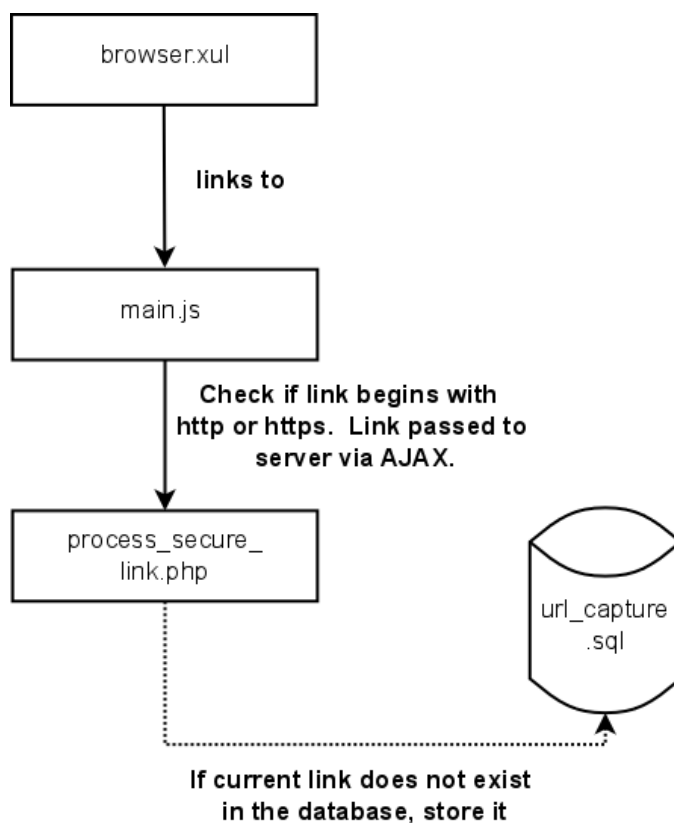 browser.xul
links to
main.js
Check if link begins with
http or https.  Link passed to
server via AJAX.
process_secure_
link.php
url_capture
.sql
If current link does not exist
in the database, store it